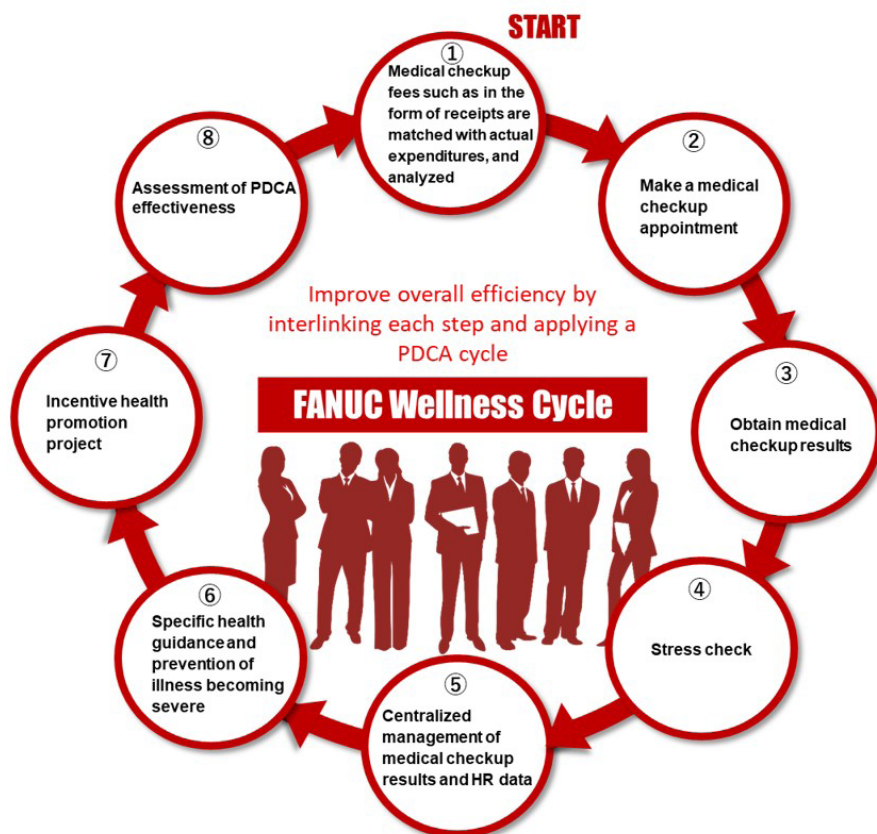 START
①
Medical checkup
fees such as in the
form of receipts are
matched with actual
expenditures, and
analyzed
②
Make a medical
checkup
appointment
③
Obtain medical
checkup results
④
Stress check
⑤
Centralized
management of
medical checkup
results and HR data
⑥
Specific health
guidance and
prevention of
illness becoming
severe
⑦
Incentive health
promotion
project
⑧
Assessment of PDCA
effectiveness
Improve overall efficiency by
interlinking each step and applying a
PDCA cycle
FANUC Wellness Cycle